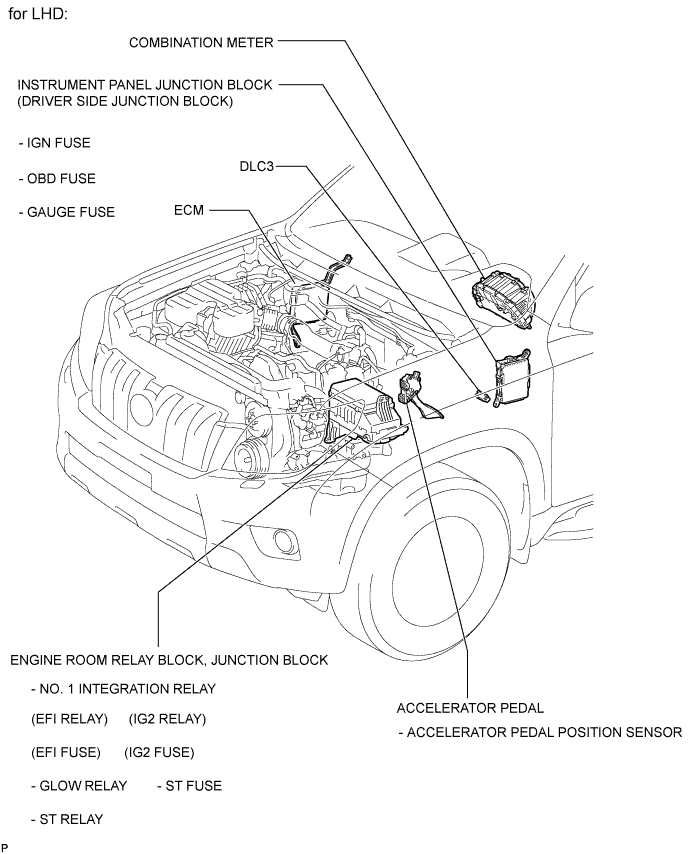 for LHD:
COMBINATION METER
INSTRUMENT PANEL JUNCTION BLOCK
(DRIVER SIDE JUNCTION BLOCK)
- IGN FUSE
- OBD FUSE
- GAUGE FUSE
DLC3
ECM
ENGINE ROOM RELAY BLOCK, JUNCTION BLOCK
- NO. 1 INTEGRATION RELAY
(EFI RELAY) (IG2 RELAY)
(EFI FUSE) (IG2 FUSE)
- GLOW RELAY - ST FUSE
- ST RELAY
ACCELERATOR PEDAL
- ACCELERATOR PEDAL POSITION SENSOR
P